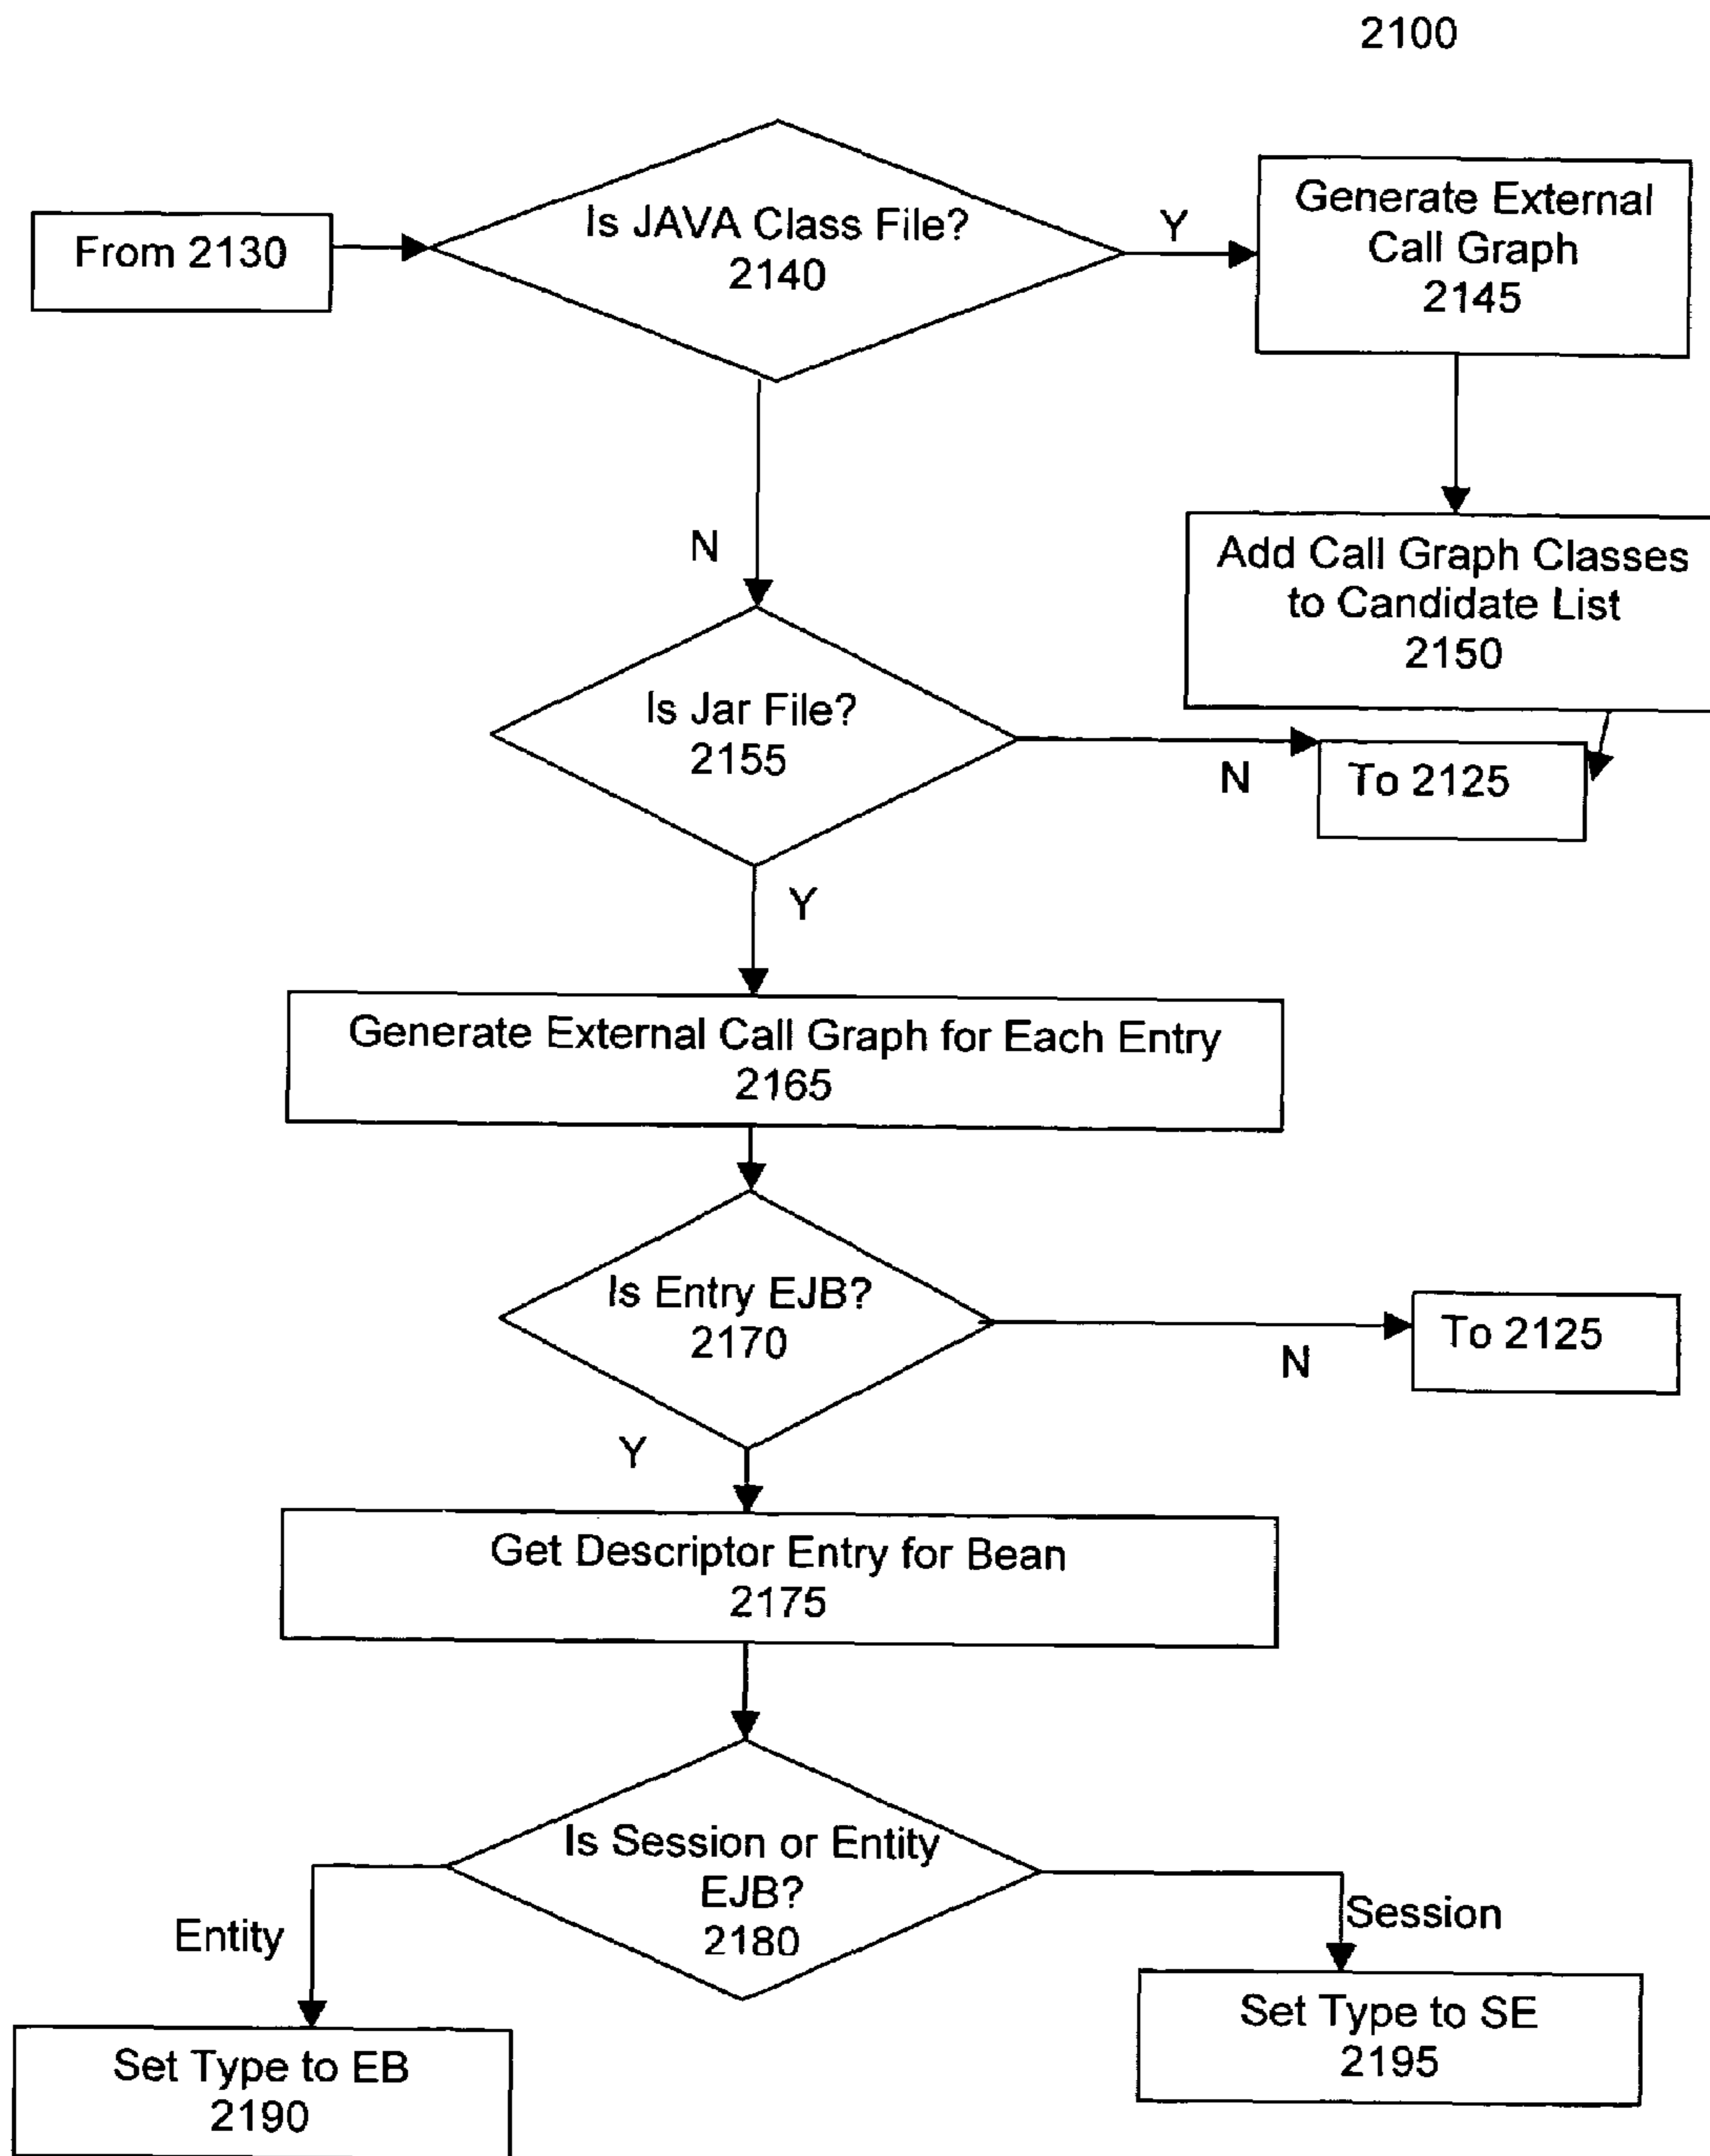 2100
From 2130
Is JAVA Class File?
2140
Y
Generate External
Call Graph
2145
N
Add Call Graph Classes
to Candidate List
2150
Is Jar File?
2155
N
To 2125
Y
Generate External Call Graph for Each Entry
2165
Is Entry EJB?
2170
N
To 2125
Y
Get Descriptor Entry for Bean
2175
Is Session or Entity
EJB?
2180
Entity
Session
Set Type to EB
2190
Set Type to SE
2195